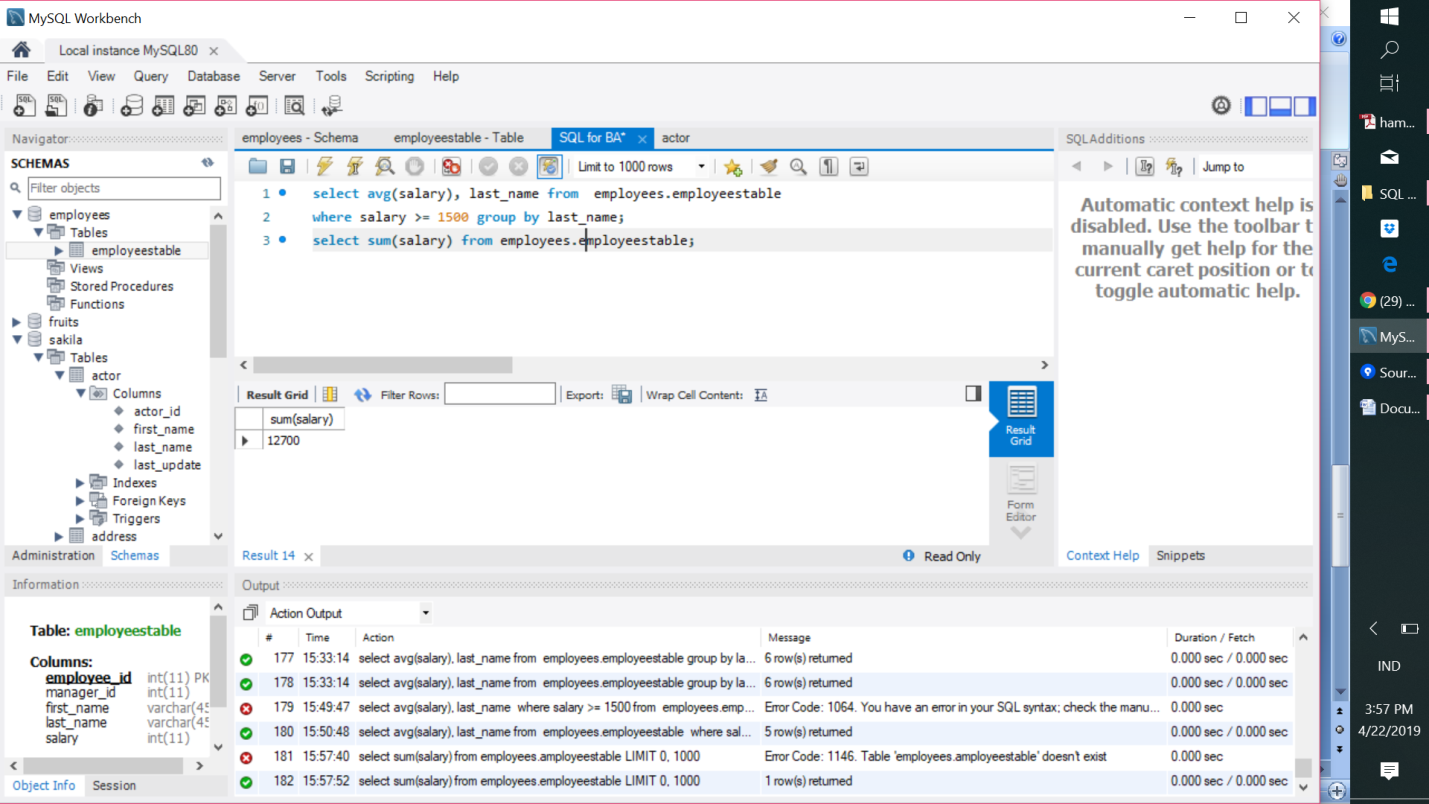 MySQL Workbench
Local instance MySQL80
File Edit View Query Database Server Tools Scripting Help
Navigator
SCHEMAS
Filter objects
employees
Tables
employeestable
Views
Stored Procedures
Functions
fruits
sakila
Tables
actor
Columns
actor_id
first_name
last_name
last_update
Indexes
Foreign Keys
Triggers
address
Administration Schemas
Information
Table: employeestable
Columns:
employee_id int(11) PK
manager_id int(11)
first_name varchar(45
last_name varchar(45
salary int(11)
Object Info Session
employees - Schema employeestable - Table SQL for BA* actor
Limit to 1000 rows
1 select avg(salary), last_name from employees.employeestable
2 where salary >= 1500 group by last_name;
3 select sum(salary) from employees.employeestable;
Result Grid Filter Rows: Export: Wrap Cell Content:
sum(salary)
12700
Result
Grid
Form
Editor
Result 14 Read Only
SQLAdditions
Jump to
Automatic context help is
disabled. Use the toolbar t
manually get help for the
current caret position or to
toggle automatic help.
Context Help Snippets
Output
Action Output
# Time Action Message Duration / Fetch
177 15:33:14 select avg(salary), last_name from employees.employeestable group by la... 6 row(s) returned 0.000 sec / 0.000 sec
178 15:33:14 select avg(salary), last_name from employees.employeestable group by la... 6 row(s) returned 0.000 sec / 0.000 sec
179 15:49:47 select avg(salary), last_name where salary >= 1500 from employees.emp... Error Code: 1064. You have an error in your SQL syntax; check the manu... 0.000 sec
180 15:50:48 select avg(salary), last_name from employees.employeestable where sal... 5 row(s) returned 0.000 sec / 0.000 sec
181 15:57:40 select sum(salary) from employees.amployeestable LIMIT 0, 1000 Error Code: 1146. Table 'employees.amployeestable' doesn't exist 0.000 sec
182 15:57:52 select sum(salary) from employees.employeestable LIMIT 0, 1000 1 row(s) returned 0.000 sec / 0.000 sec
ham...
SQL ...
(29) ...
MyS...
Sour...
Docu...
IND
3:57 PM
4/22/2019